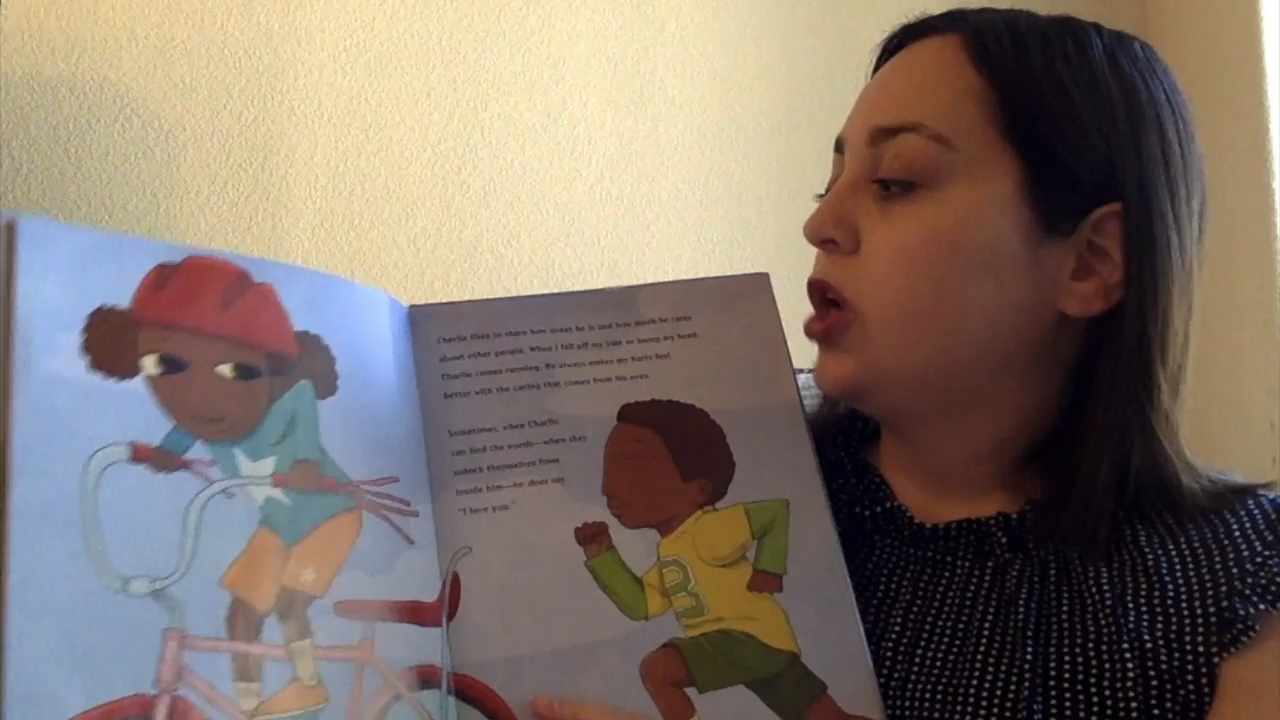 Charlie likes to share how sweet he is and how much he cares
about other people. When I fall off my bike or bump my head,
Charlie comes running. He always makes my hurts feel
better with the caring that comes from his eyes.
Sometimes, when Charlie
can find the words—when they
unlock themselves from
inside him—he does say
"I love you."
B